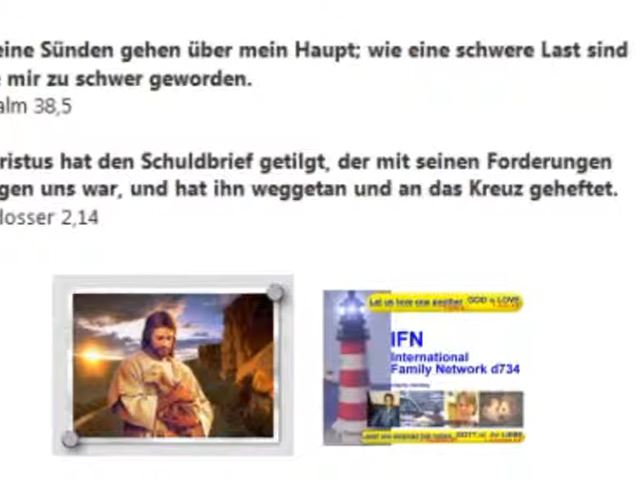 eine Sünden gehen über mein Haupt; wie eine schwere Last sind
mir zu schwer geworden.
alm 38,5
ristus hat den Schuldbrief getilgt, der mit seinen Forderungen
gen uns war, und hat ihn weggetan und an das Kreuz geheftet.
losser 2,14
Let us love one another GOD is LOVE
IFN
International
Family Network d734